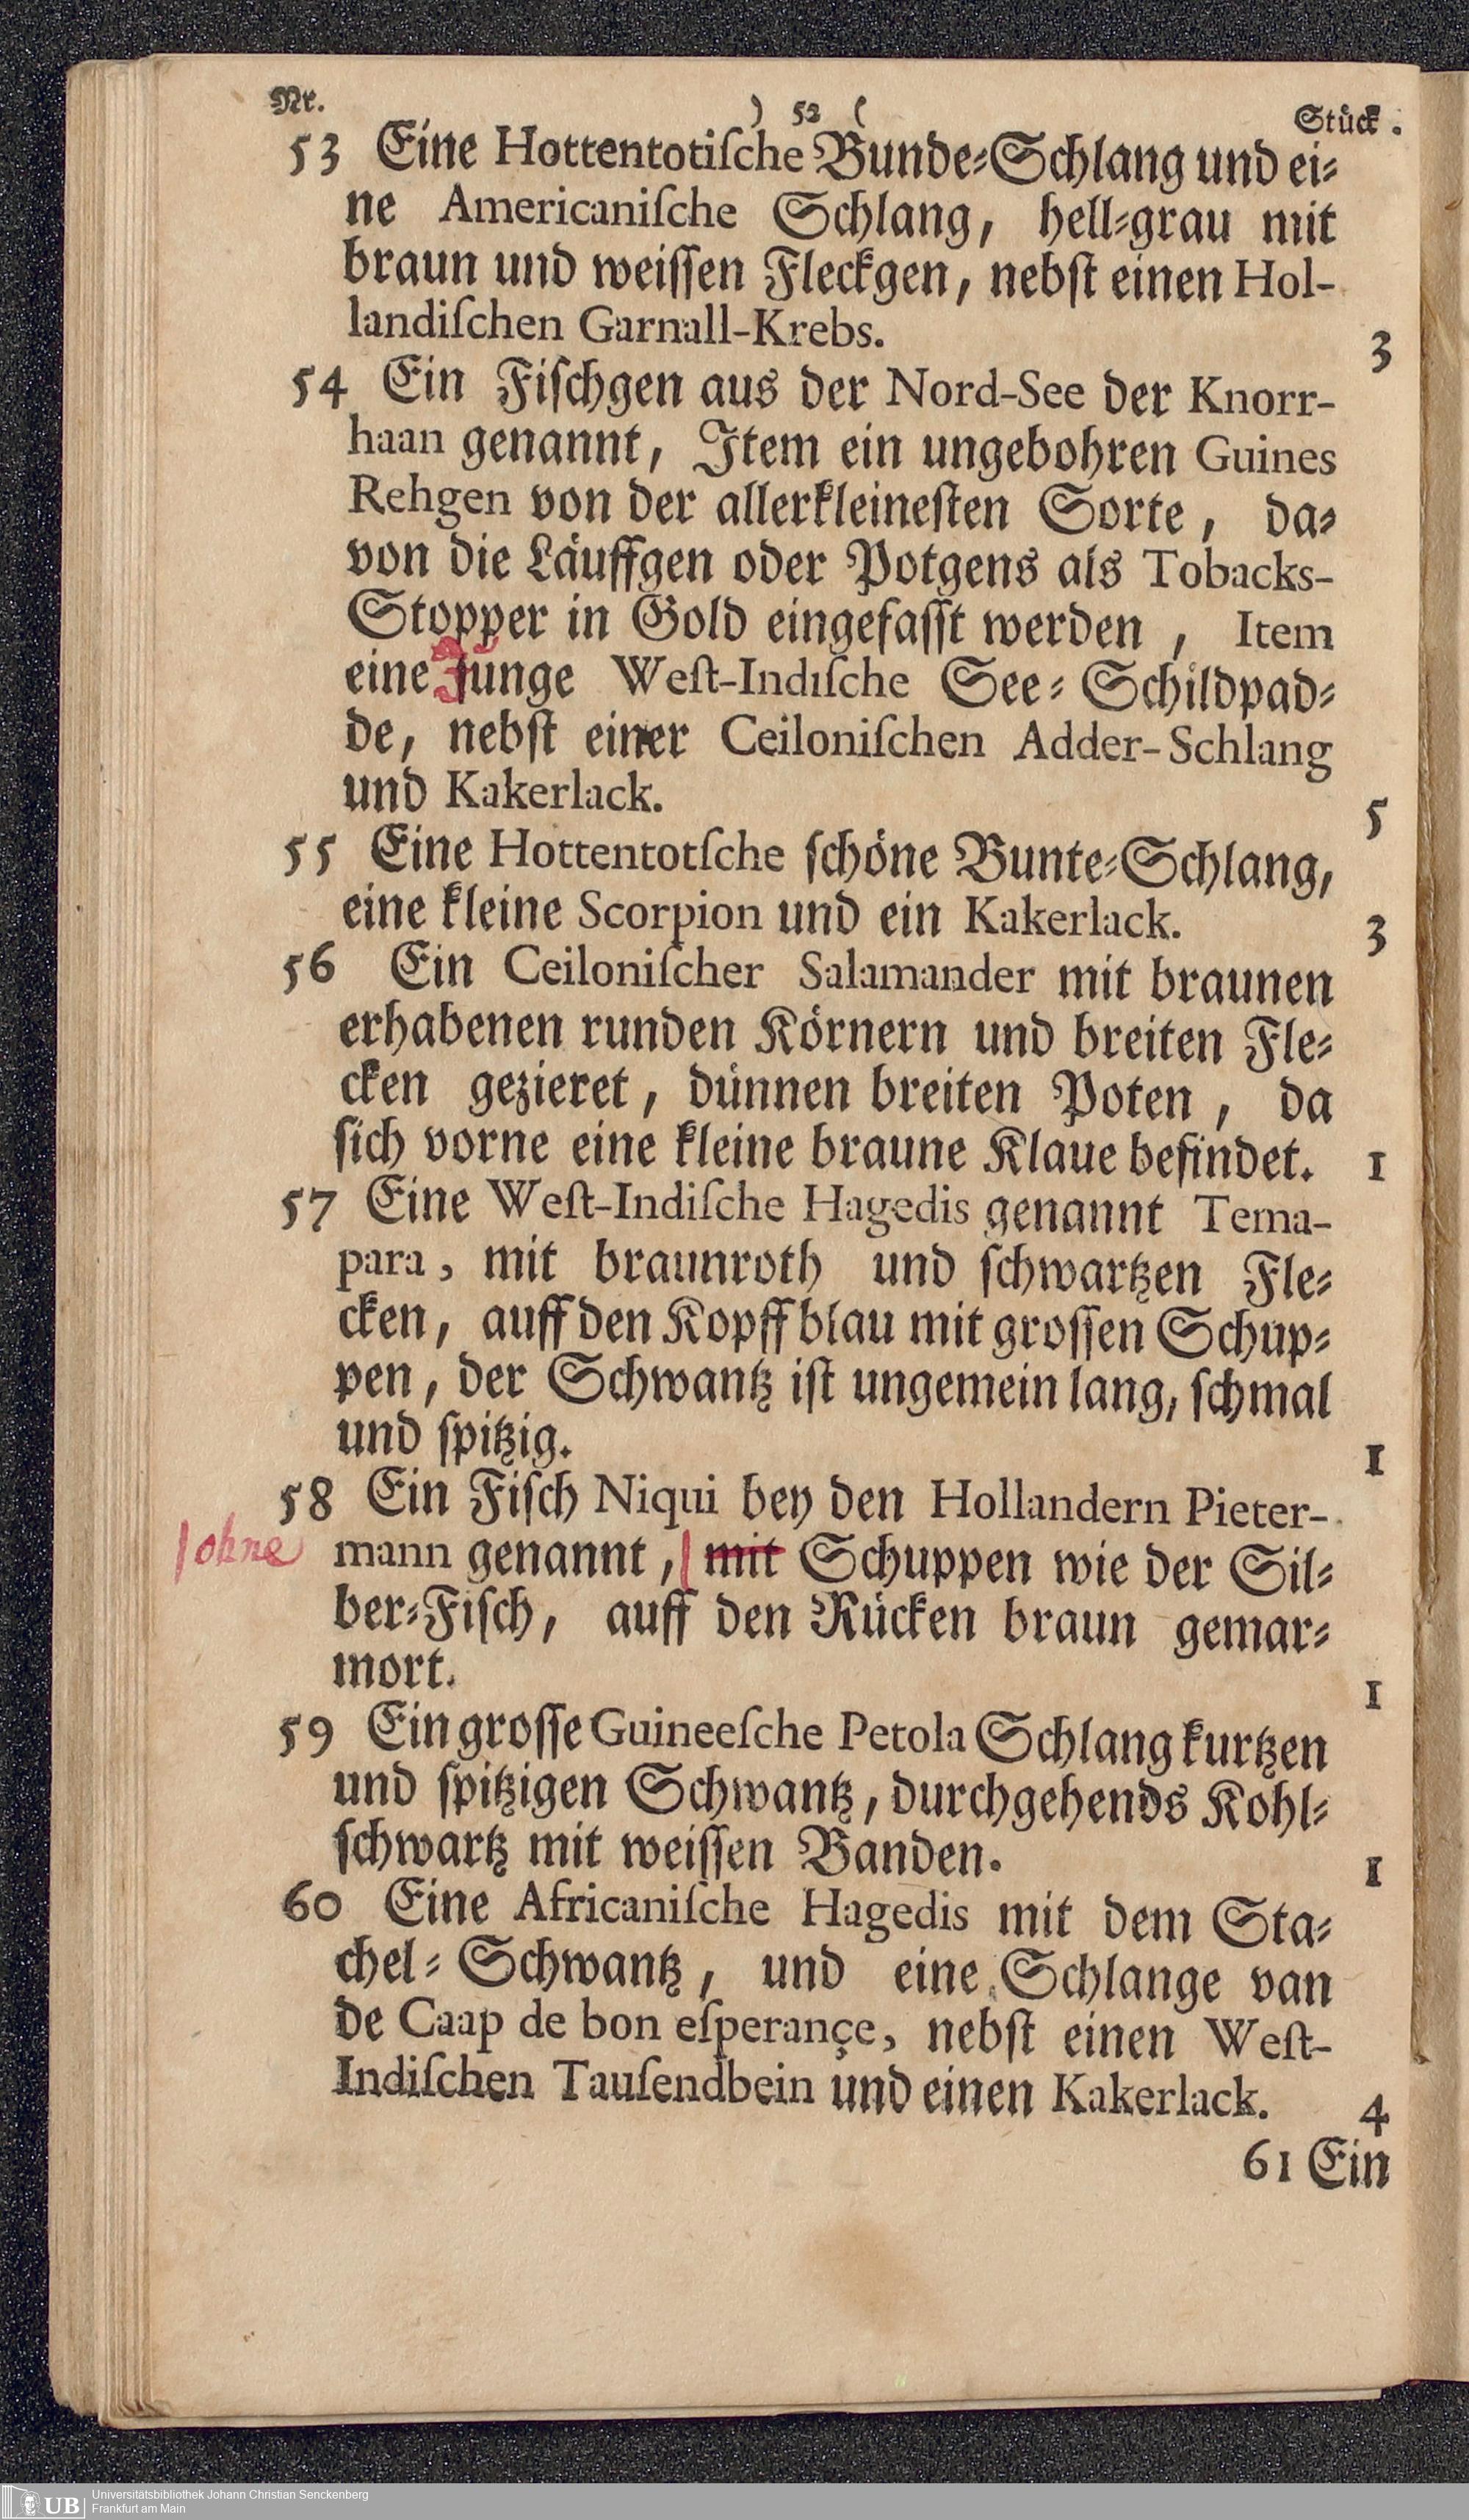 Nr. ) 52 ( Stück.
53 Eine Hottentotiſche Bunde-Schlang und ei-
ne Americaniſche Schlang, hell-grau mit
braun und weiſſen Fleckgen, nebſt einen Hol-
landiſchen Garnall-Krebs. 3
54 Ein Fiſchgen aus der Nord-See der Knorr-
haan genannt, Item ein ungebohren Guines
Rehgen von der allerkleineſten Sorte, da-
von die Läuffgen oder Potgens als Tobacks-
Stopper in Gold eingefaſſt werden, Item
eine Junge Weſt-Indiſche See-Schildpad-
de, nebſt einer Ceiloniſchen Adder-Schlang
und Kakerlack. 5
55 Eine Hottentotſche ſchöne Bunte-Schlang,
eine kleine Scorpion und ein Kakerlack. 3
56 Ein Ceiloniſcher Salamander mit braunen
erhabenen runden Körnern und breiten Fle-
cken gezieret, dünnen breiten Poten, da
ſich vorne eine kleine braune Klaue befindet. 1
57 Eine Weſt-Indiſche Hagedis genannt Tema-
para, mit braunroth und ſchwartzen Fle-
cken, auff den Kopff blau mit groſſen Schup-
pen, der Schwantz iſt ungemein lang, ſchmal
und ſpitzig. 1
58 Ein Fiſch Niqui bey den Hollandern Pieter-
| ohne mann genannt, | mit Schuppen wie der Sil-
ber-Fiſch, auff den Rücken braun gemar-
mort. 1
59 Ein groſſe Guineeſche Petola Schlang kurtzen
und ſpitzigen Schwantz, durchgehends Kohl-
ſchwartz mit weiſſen Banden. 1
60 Eine Africaniſche Hagedis mit dem Sta-
chel-Schwantz, und eine Schlange van
de Caap de bon eſperançe, nebſt einen Weſt-
Indiſchen Tauſendbein und einen Kakerlack. 4
61 Ein
UB Universitätsbibliothek Johann Christian Senckenberg
Frankfurt am Main